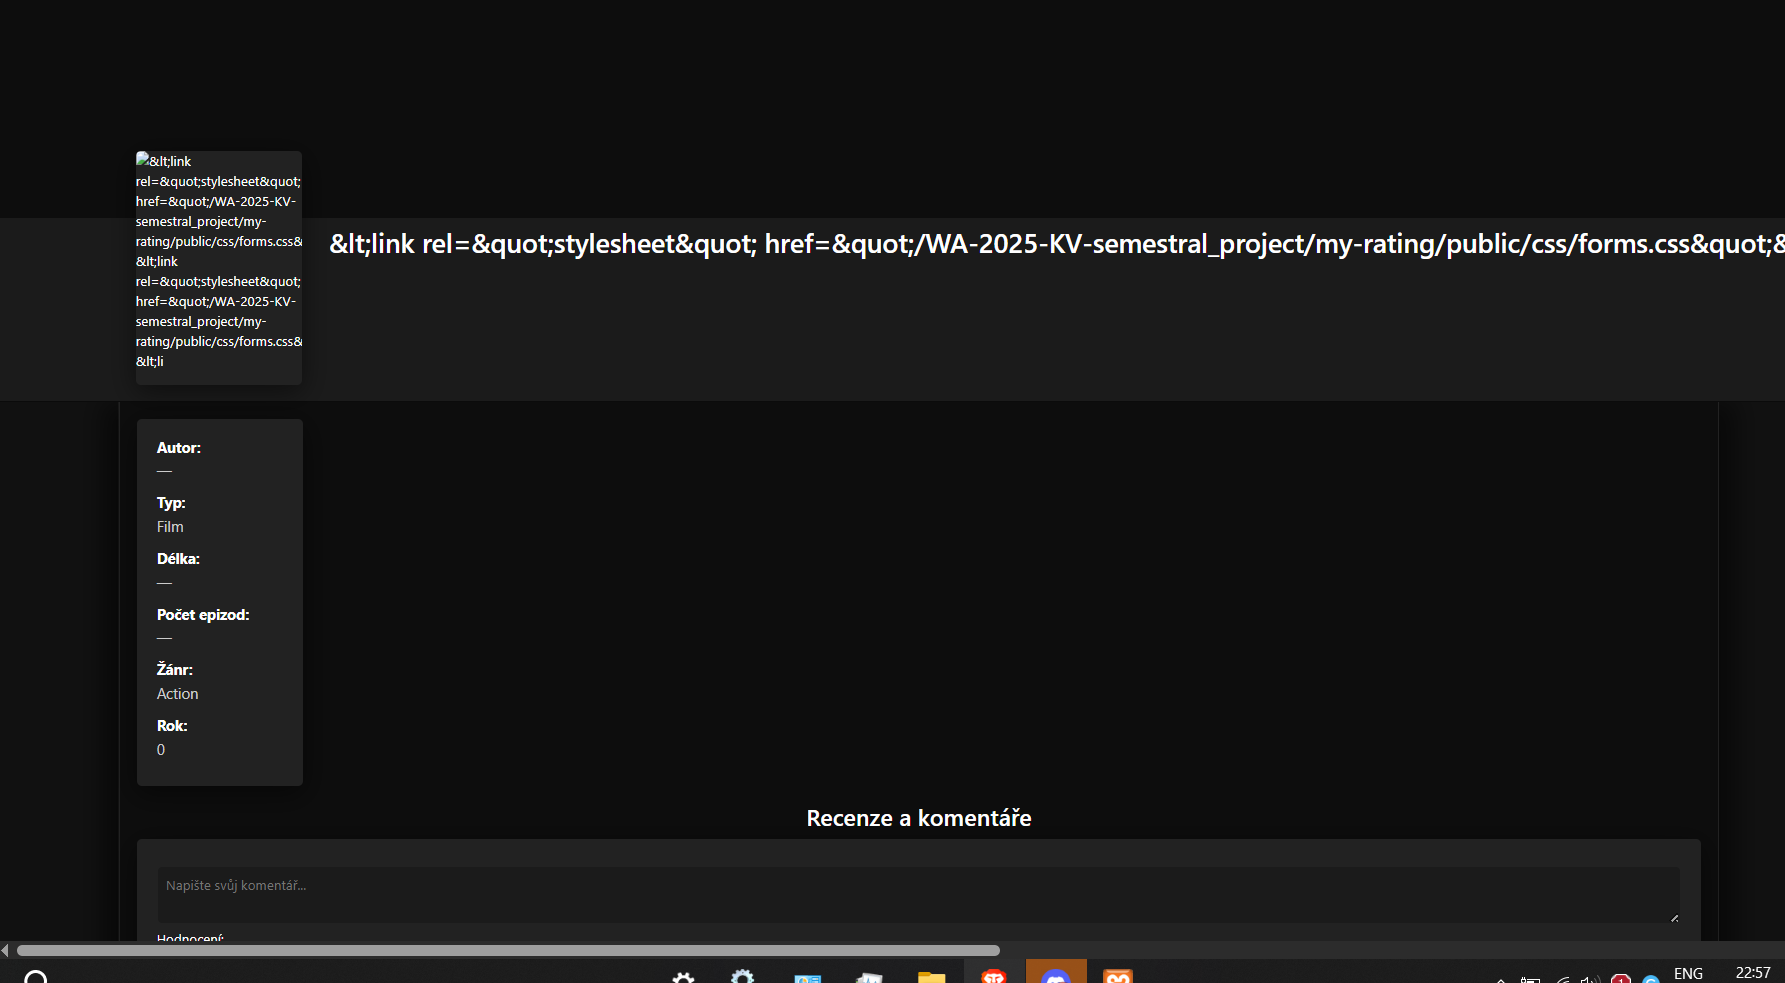 &lt;link
rel=&quot;stylesheet&quot;
href=&quot;/WA-2025-KV-
semestral_project/my-
rating/public/css/forms.css&
&lt;link
rel=&quot;stylesheet&quot;
href=&quot;/WA-2025-KV-
semestral_project/my-
rating/public/css/forms.css&
&lt;li
&lt;link rel=&quot;stylesheet&quot; href=&quot;/WA-2025-KV-semestral_project/my-rating/public/css/forms.css&quot;&
Autor:
—
Typ:
Film
Délka:
—
Počet epizod:
—
Žánr:
Action
Rok:
0
Recenze a komentáře
Napište svůj komentář...
Hodnocení:
ENG
22:57